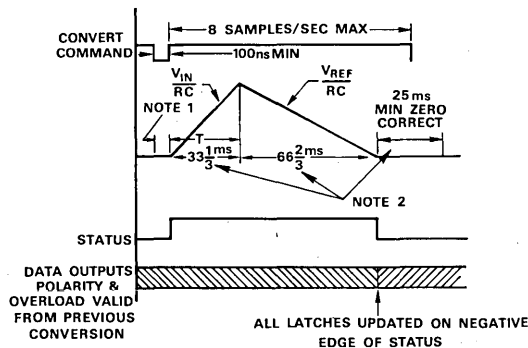 8 SAMPLES/SEC MAX
CONVERT
COMMAND
100ns MIN
V_IN
RC
V_REF
RC
NOTE 1
25ms
MIN ZERO
CORRECT
T
33 1/3 ms
66 2/3 ms
NOTE 2
STATUS
DATA OUTPUTS
POLARITY &
OVERLOAD VALID
FROM PREVIOUS
CONVERSION
ALL LATCHES UPDATED ON NEGATIVE
EDGE OF STATUS